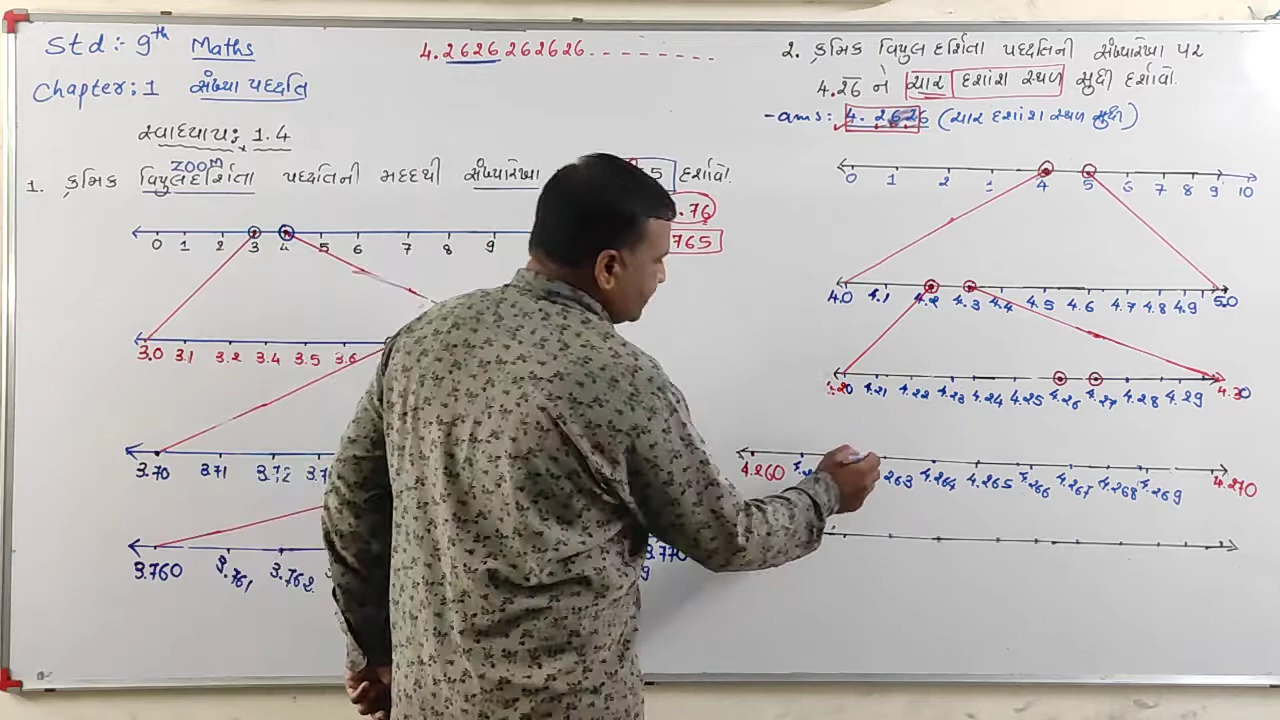 Std :- 9th Maths
Chapter : 1 સંખ્યા પદ્ધતિ
સ્વાધ્યાય : 1.4
ZOOM
1. ક્રમિક વિપુલદર્શિતા પદ્ધતિની મદદથી સંખ્યારેખા 5 દર્શાવો.
.76
765
0 1 2 3 4 5 6 7 8 9
3.0 3.1 3.2 3.4 3.5 3.6
3.70 3.71 3.72
3.760 3.761 3.762 3.770
4.2626262626- - - - - - - -
2. ક્રમિક વિપુલ દર્શિતા પદ્ધતિની સંખ્યારેખા પર
4.26 ને ચાર દશાંશ સ્થળ સુધી દર્શાવો.
-ans : 4.2626 (ચાર દશાંશ સ્થળ સુધી)
0 1 2 3 4 5 6 7 8 9 10
4.0 4.1 4.2 4.3 4.4 4.5 4.6 4.7 4.8 4.9 5.0
4.20 4.21 4.22 4.23 4.24 4.25 4.26 4.27 4.28 4.29 4.30
4.260 263 4.264 4.265 4.266 4.267 4.268 4.269 4.270